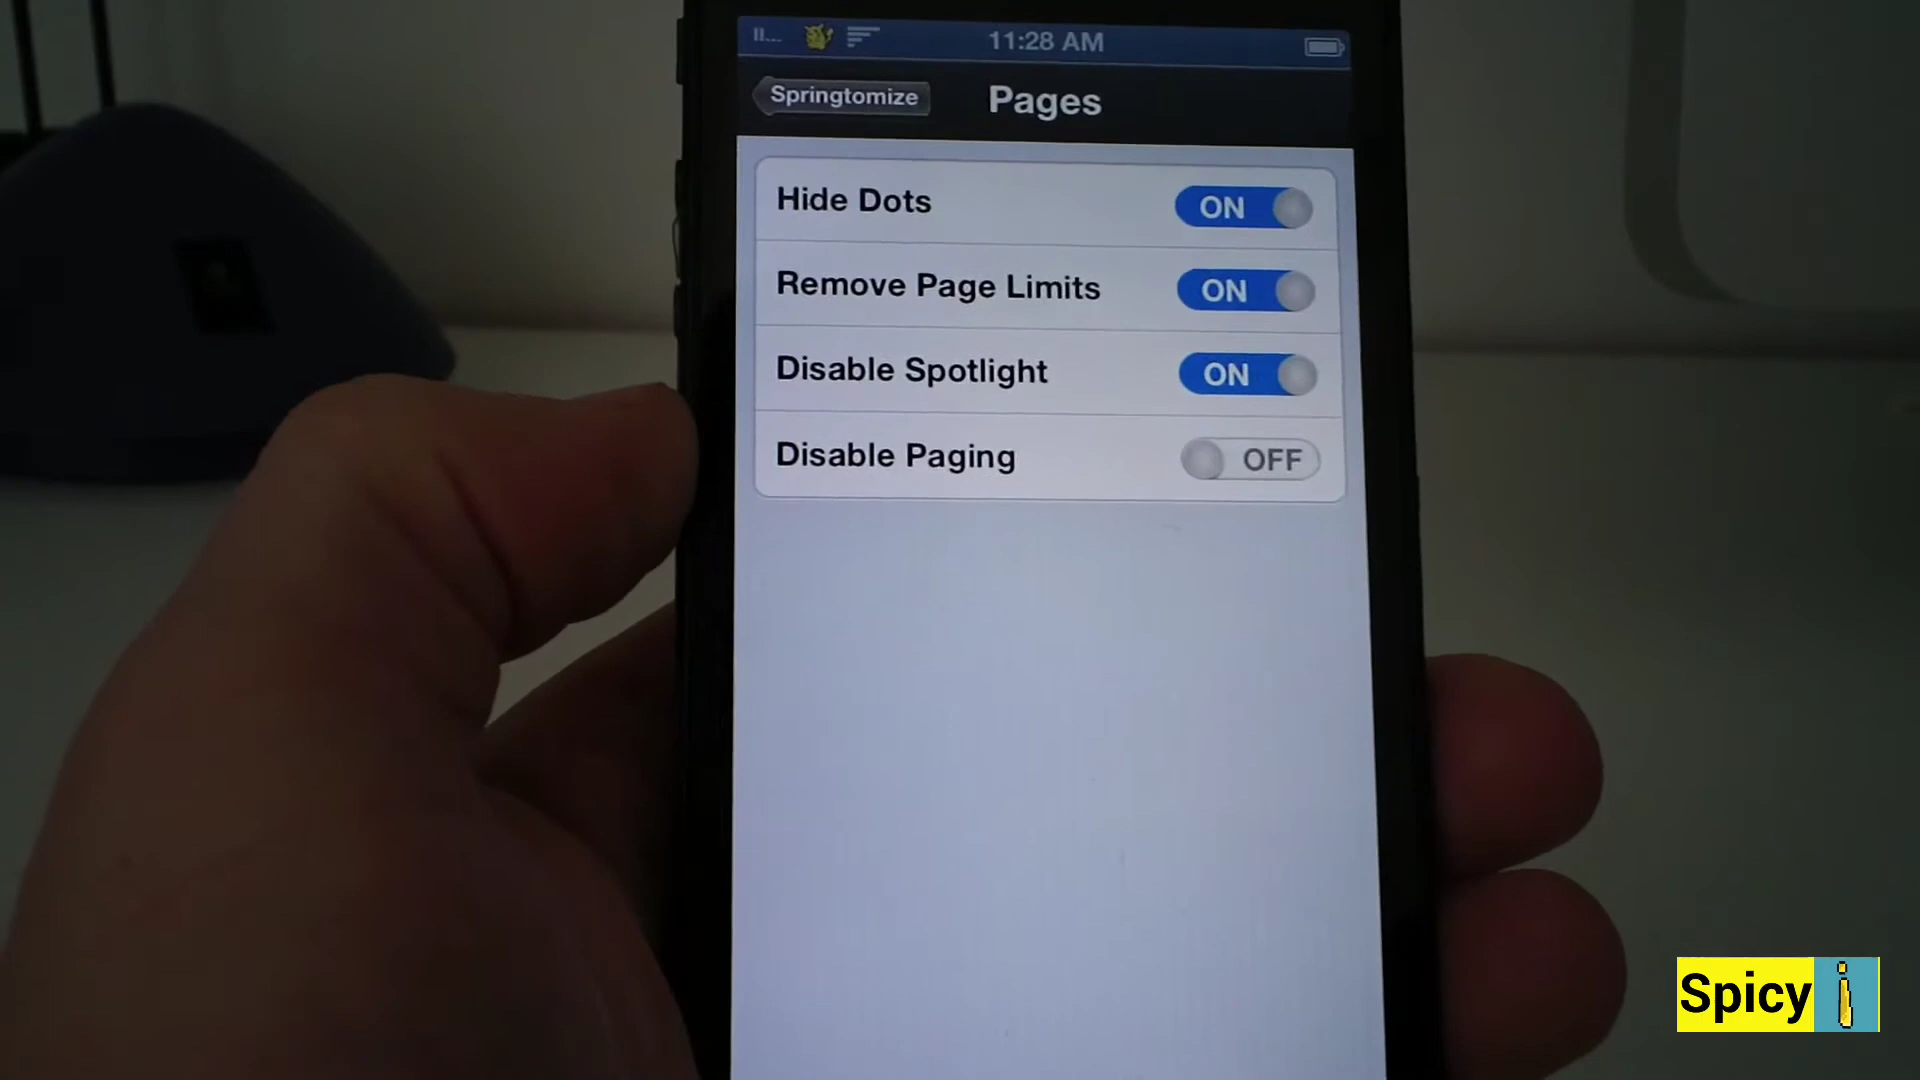 11:28 AM
Springtomize
Pages
Hide Dots ON
Remove Page Limits ON
Disable Spotlight ON
Disable Paging OFF
Spicy i